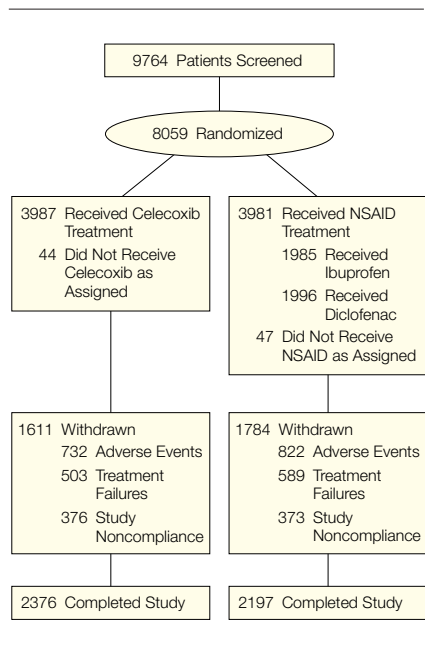 9764 Patients Screened
8059 Randomized
3987 Received Celecoxib
Treatment
44 Did Not Receive
Celecoxib as
Assigned
3981 Received NSAID
Treatment
1985 Received
Ibuprofen
1996 Received
Diclofenac
47 Did Not Receive
NSAID as Assigned
1611 Withdrawn
732 Adverse Events
503 Treatment
Failures
376 Study
Noncompliance
1784 Withdrawn
822 Adverse Events
589 Treatment
Failures
373 Study
Noncompliance
2376 Completed Study
2197 Completed Study